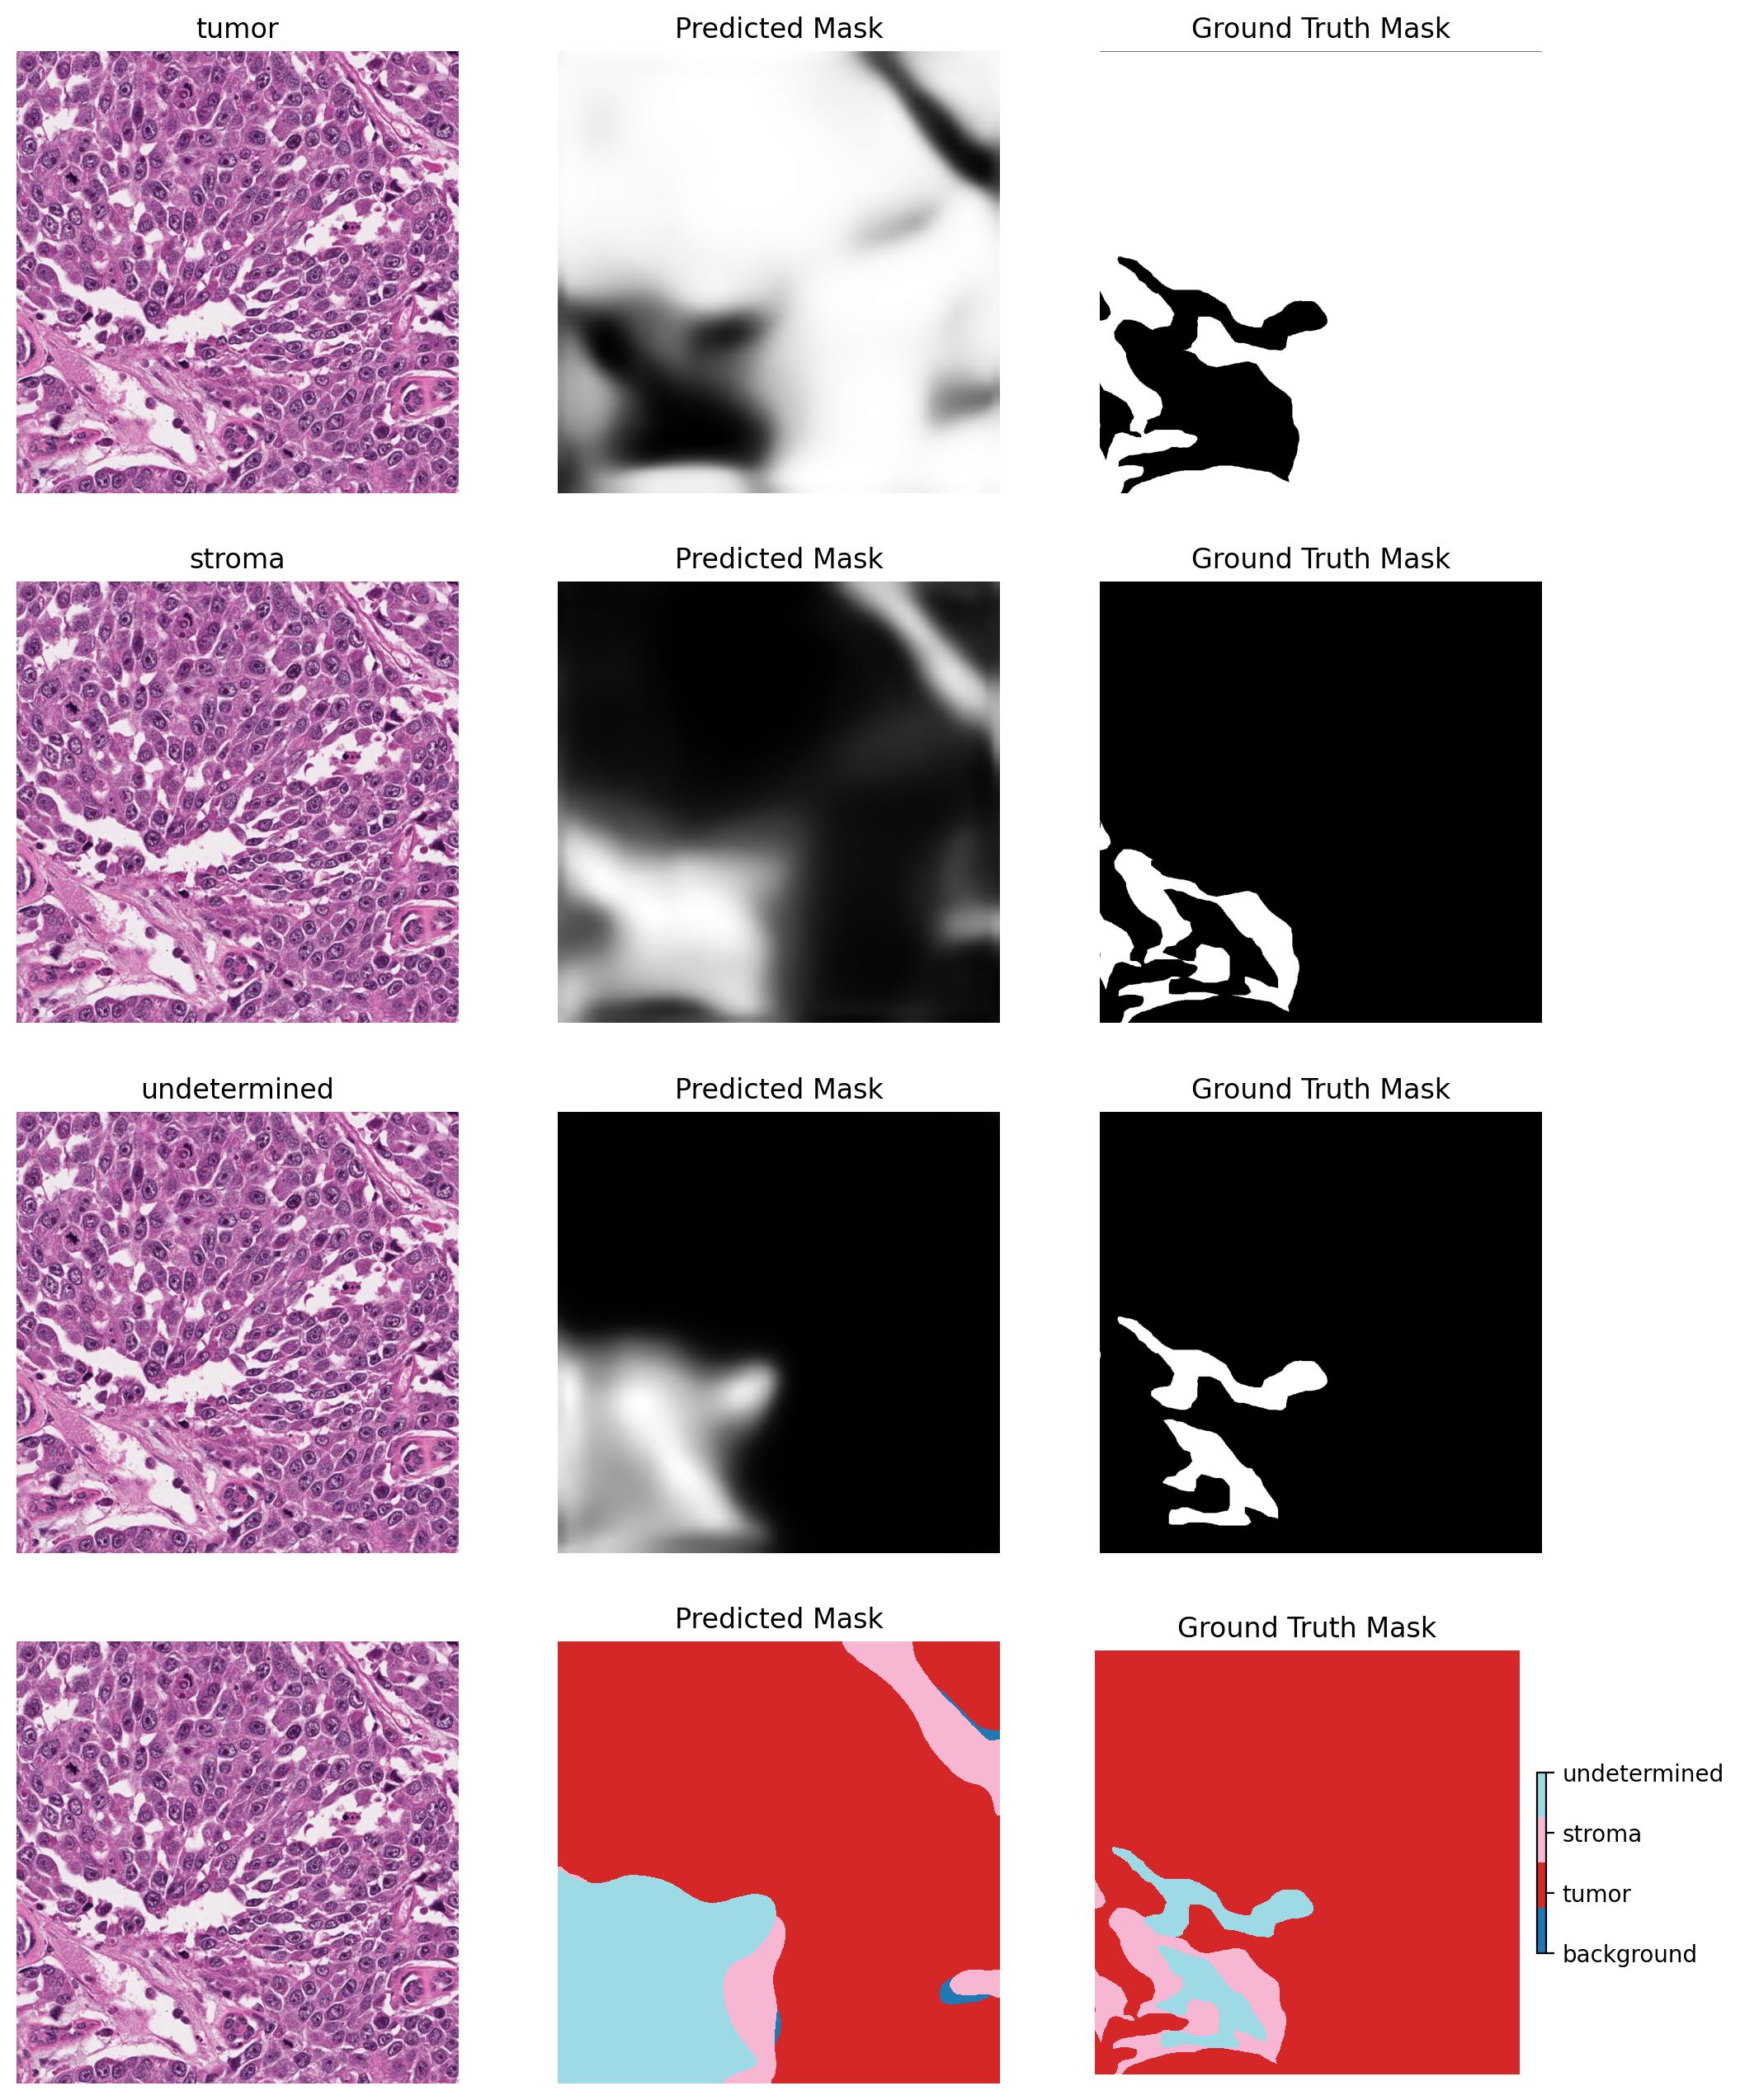 tumor
Predicted Mask
Ground Truth Mask
stroma
Predicted Mask
Ground Truth Mask
undetermined
Predicted Mask
Ground Truth Mask
Predicted Mask
Ground Truth Mask
undetermined
stroma
tumor
background